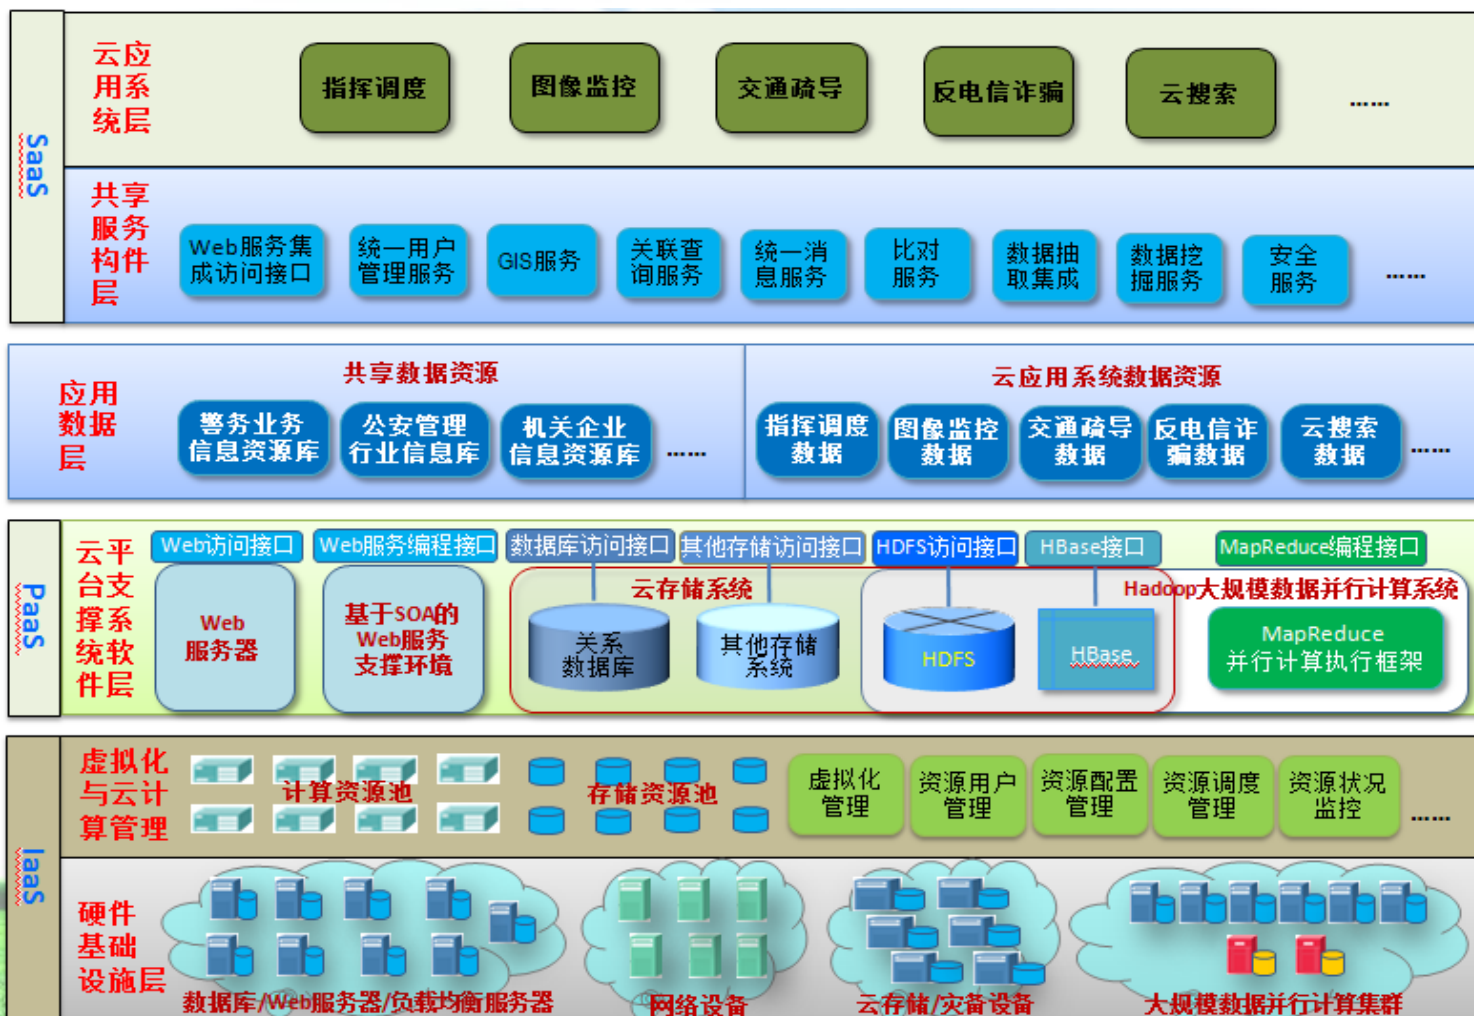 SaaS
云应
用系
统层
指挥调度
图像监控
交通疏导
反电信诈骗
云搜索
......
共享
服务
构件
层
Web服务集
成访问接口
统一用户
管理服务
GIS服务
关联查
询服务
统一消
息服务
比对
服务
数据抽
取集成
数据挖
掘服务
安全
服务
......
应用
数据
层
共享数据资源
警务业务
信息资源库
公安管理
行业信息库
机关企业
信息资源库
......
云应用系统数据资源
指挥调度
数据
图像监控
数据
交通疏导
数据
反电信诈
骗数据
云搜索
数据
......
PaaS
云平
台支
撑系
统软
件层
Web访问接口
Web服务编程接口
数据库访问接口
其他存储访问接口
HDFS访问接口
HBase接口
MapReduce编程接口
Web
服务器
基于SOA的
Web服务
支撑环境
云存储系统
关系
数据库
其他存储
系统
HDFS
HBase
Hadoop大规模数据并行计算系统
MapReduce
并行计算执行框架
IaaS
虚拟化
与云计
算管理
计算资源池
存储资源池
虚拟化
管理
资源用户
管理
资源配置
管理
资源调度
管理
资源状况
监控
......
硬件
基础
设施层
数据库/Web服务器/负载均衡服务器
网络设备
云存储/灾备设备
大规模数据并行计算集群